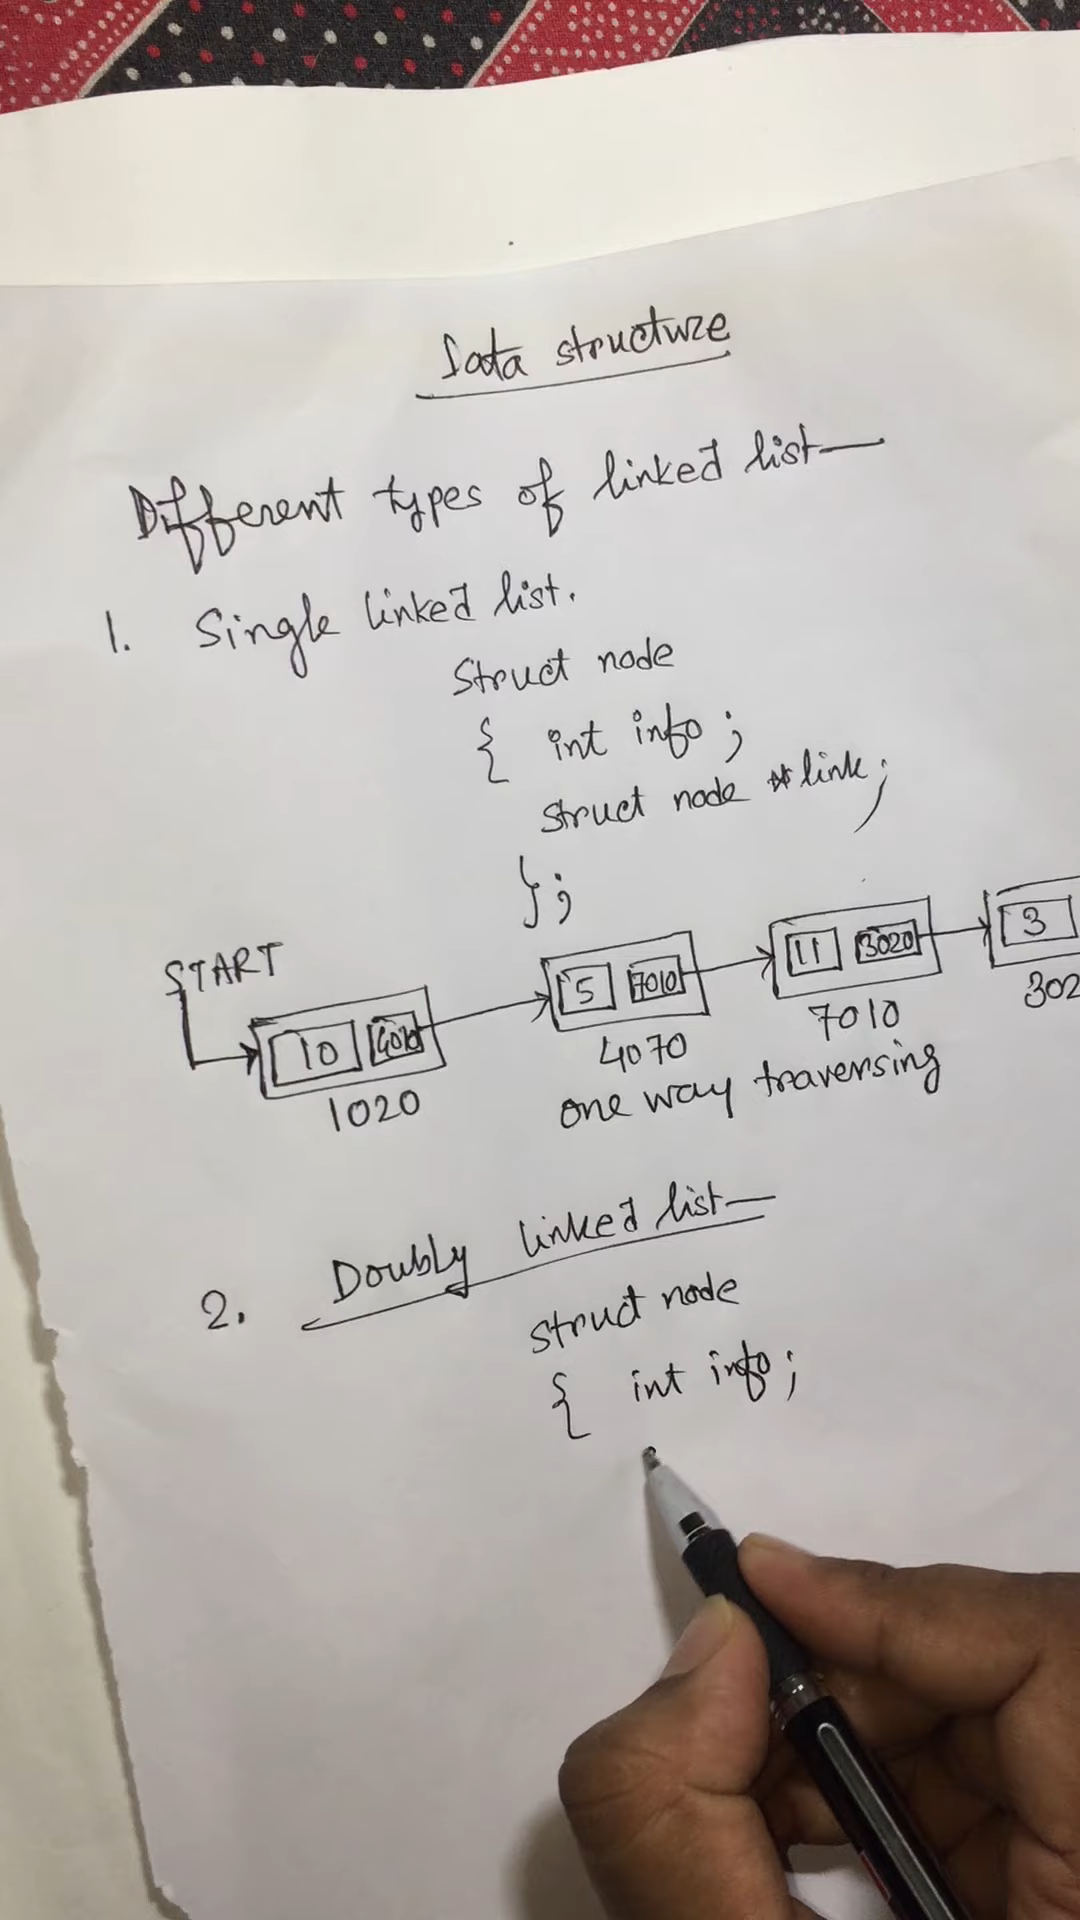 Data structure
Different types of linked list—
1. Single linked list.
struct node
{ int info ;
struct node * link ;
} ;
START
10 5 7010 11 3020 3
1020 4070 7010 302
one way traversing
2. Doubly linked list—
struct node
{ int info ;